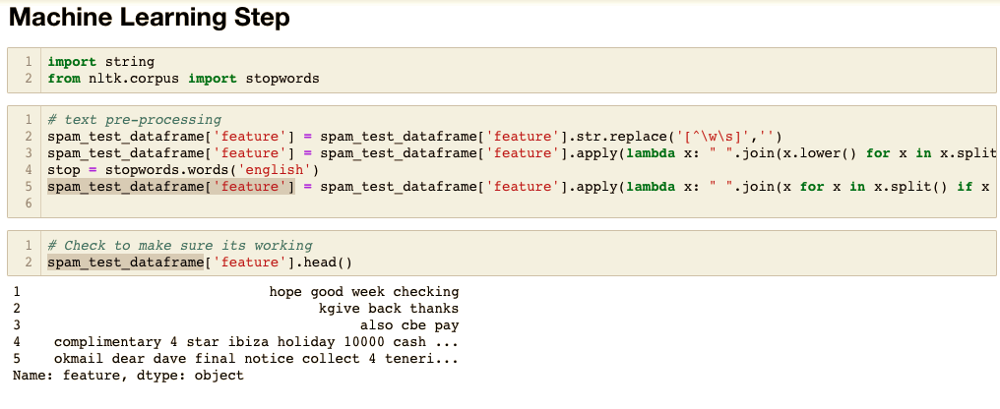 Machine Learning Step
1 import string
2 from nltk.corpus import stopwords
1 # text pre-processing
2 spam_test_dataframe['feature'] = spam_test_dataframe['feature'].str.replace('[^\w\s]','')
3 spam_test_dataframe['feature'] = spam_test_dataframe['feature'].apply(lambda x: " ".join(x.lower() for x in x.split
4 stop = stopwords.words('english')
5 spam_test_dataframe['feature'] = spam_test_dataframe['feature'].apply(lambda x: " ".join(x for x in x.split() if x
6
1 # Check to make sure its working
2 spam_test_dataframe['feature'].head()
1 hope good week checking
2 kgive back thanks
3 also cbe pay
4 complimentary 4 star ibiza holiday 10000 cash ...
5 okmail dear dave final notice collect 4 teneri...
Name: feature, dtype: object